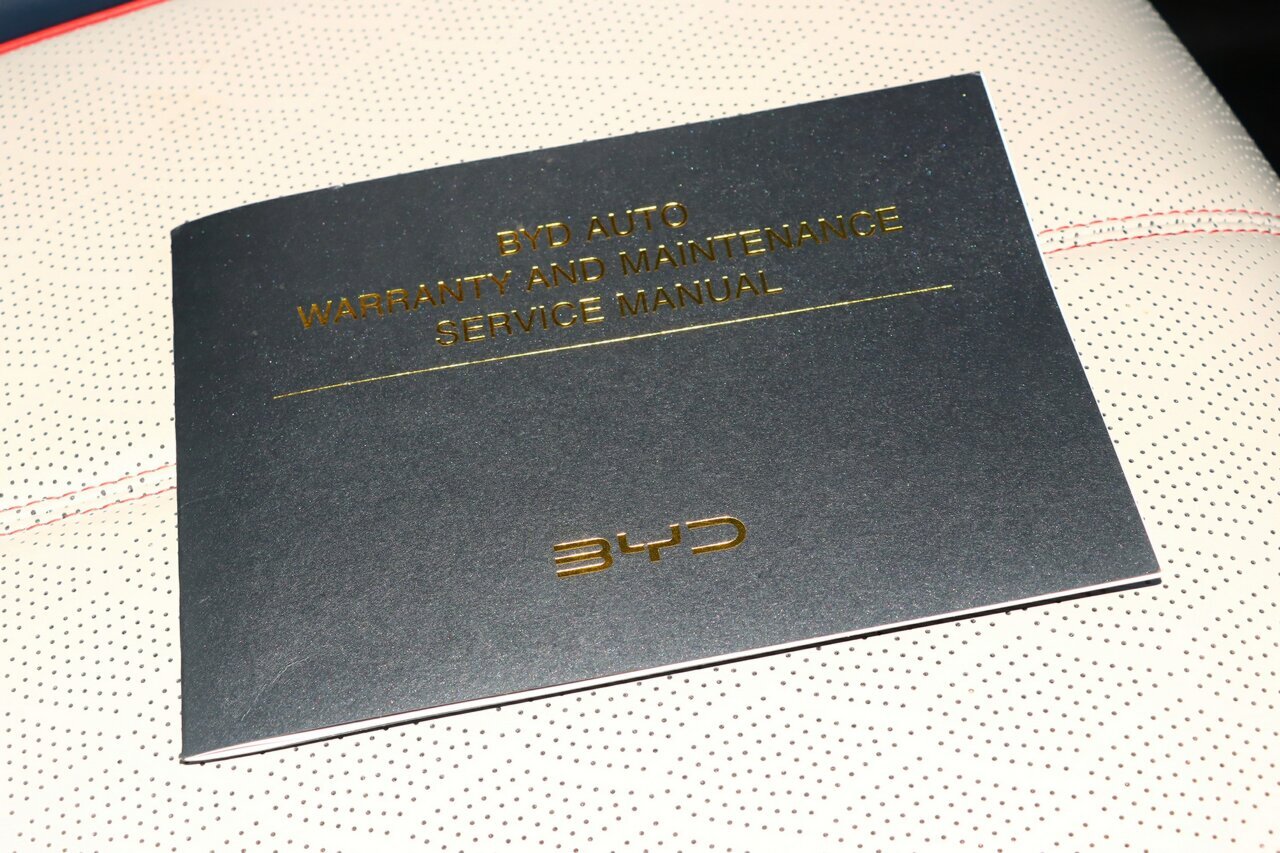 BYD AUTO
WARRANTY AND MAINTENANCE
SERVICE MANUAL
BYD